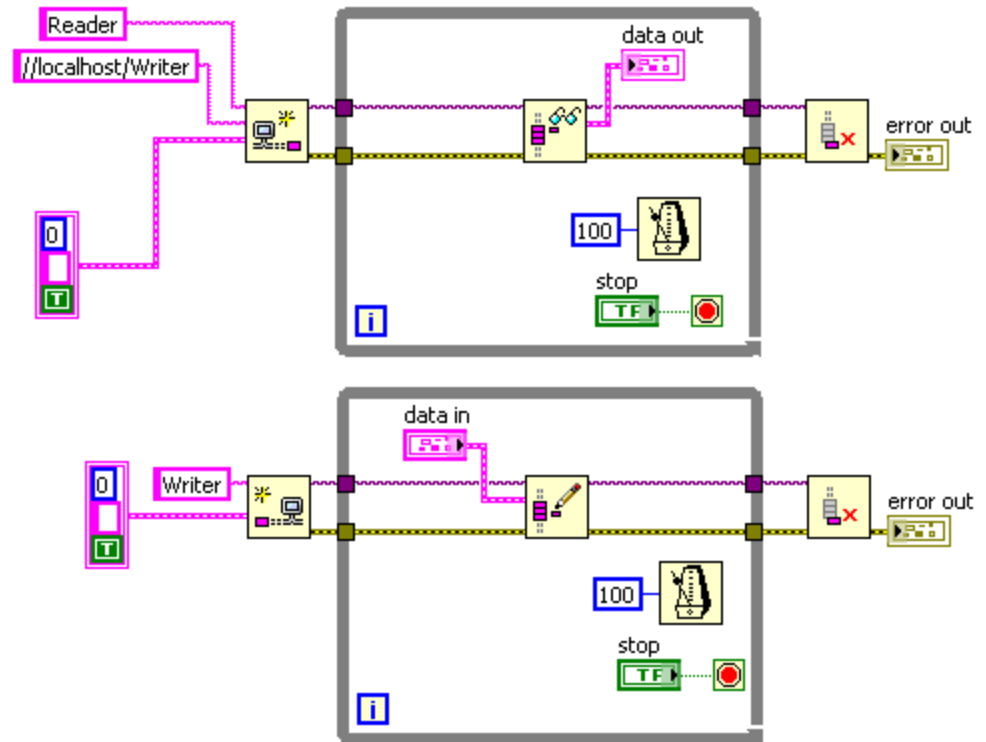 Reader
//localhost/Writer
data out
error out
0
T
100
stop
TF
i
data in
0
Writer
T
error out
100
stop
TF
i